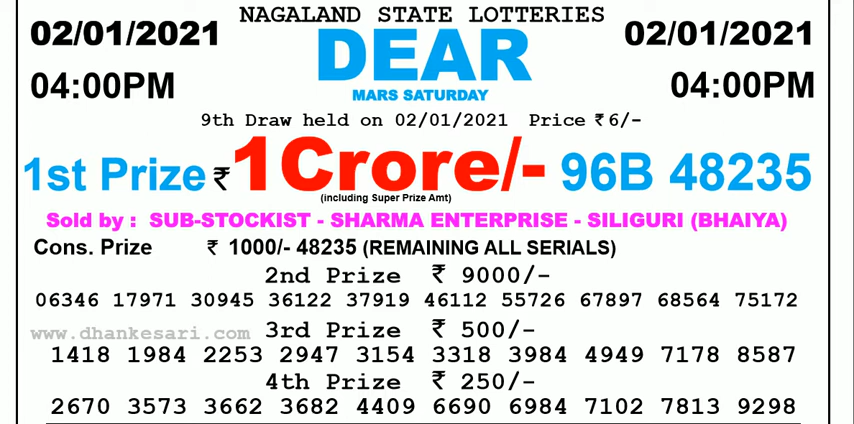 NAGALAND STATE LOTTERIES
02/01/2021 DEAR 02/01/2021
04:00PM MARS SATURDAY 04:00PM
9th Draw held on 02/01/2021 Price ₹ 6/-
1st Prize ₹ 1 Crore/- 96B 48235
(including Super Prize Amt)
Sold by : SUB-STOCKIST - SHARMA ENTERPRISE - SILIGURI (BHAIYA)
Cons. Prize ₹ 1000/- 48235 (REMAINING ALL SERIALS)
2nd Prize ₹ 9000/-
06346 17971 30945 36122 37919 46112 55726 67897 68564 75172
www.dhankesari.com 3rd Prize ₹ 500/-
1418 1984 2253 2947 3154 3318 3984 4949 7178 8587
4th Prize ₹ 250/-
2670 3573 3662 3682 4409 6690 6984 7102 7813 9298